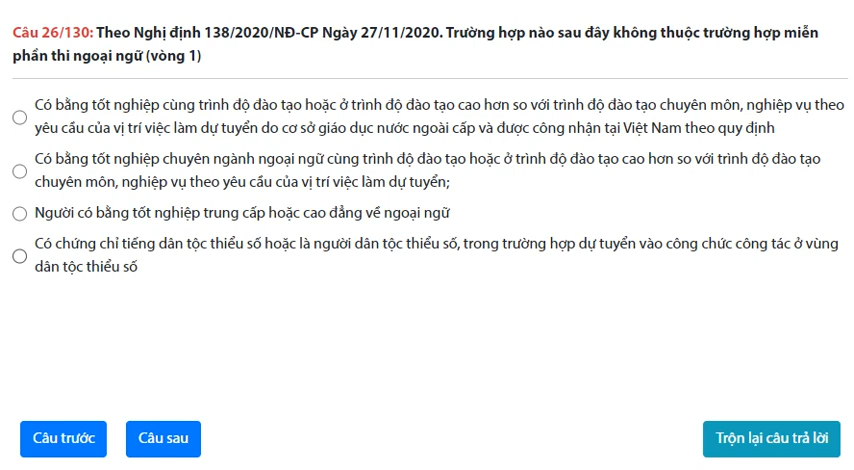 Câu 26/130: Theo Nghị định 138/2020/NĐ-CP Ngày 27/11/2020. Trường hợp nào sau đây không thuộc trường hợp miễn
phần thi ngoại ngữ (vòng 1)
Có bằng tốt nghiệp cùng trình độ đào tạo hoặc ở trình độ đào tạo cao hơn so với trình độ đào tạo chuyên môn, nghiệp vụ theo
yêu cầu của vị trí việc làm dự tuyển do cơ sở giáo dục nước ngoài cấp và được công nhận tại Việt Nam theo quy định
Có bằng tốt nghiệp chuyên ngành ngoại ngữ cùng trình độ đào tạo hoặc ở trình độ đào tạo cao hơn so với trình độ đào tạo
chuyên môn, nghiệp vụ theo yêu cầu của vị trí việc làm dự tuyển;
Người có bằng tốt nghiệp trung cấp hoặc cao đẳng về ngoại ngữ
Có chứng chỉ tiếng dân tộc thiểu số hoặc là người dân tộc thiểu số, trong trường hợp dự tuyển vào công chức công tác ở vùng
dân tộc thiểu số
Câu trước
Câu sau
Trộn lại câu trả lời